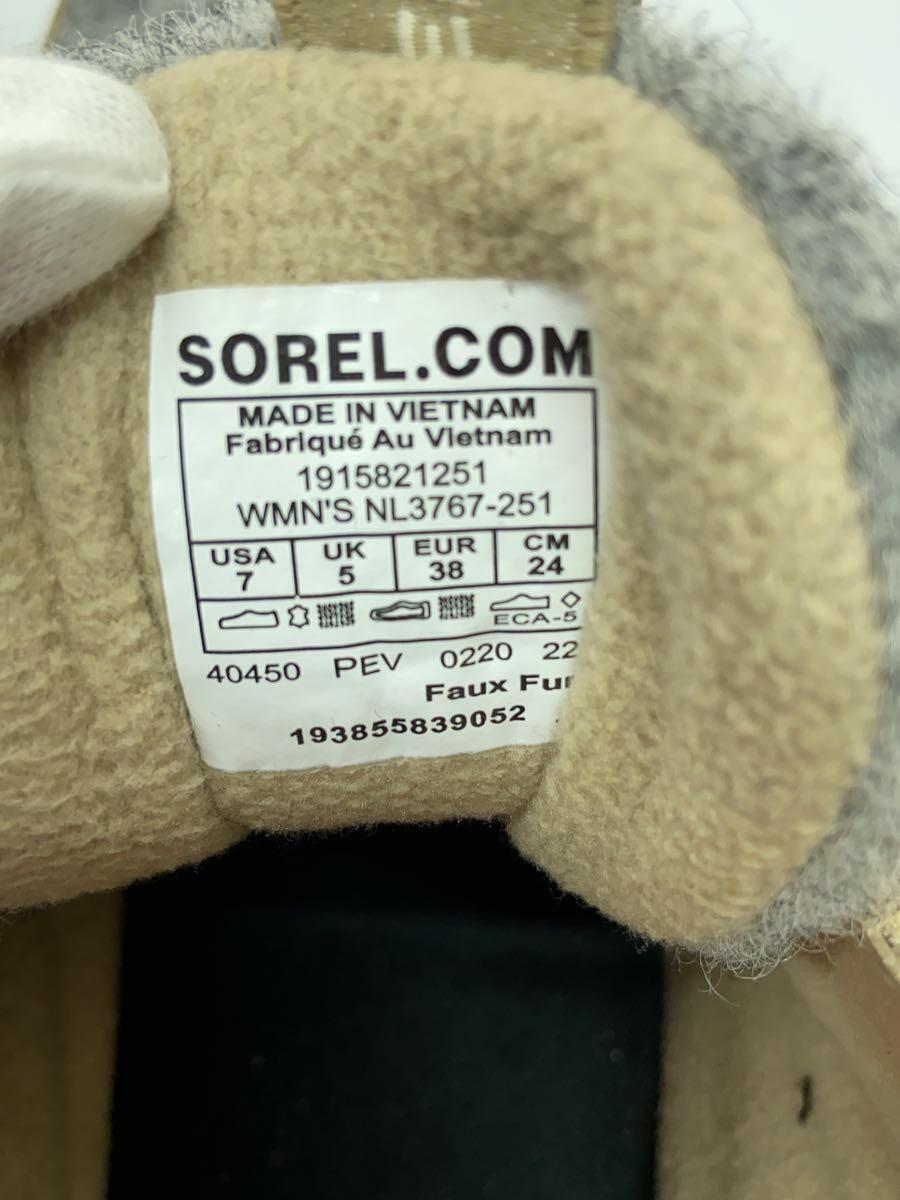 SOREL.COM
MADE IN VIETNAM
Fabriqué Au Vietnam
1915821251
WMN'S NL3767-251
USA UK EUR CM
7 5 38 24
ECA-5
40450 PEV 0220 22
Faux Fur
193855839052